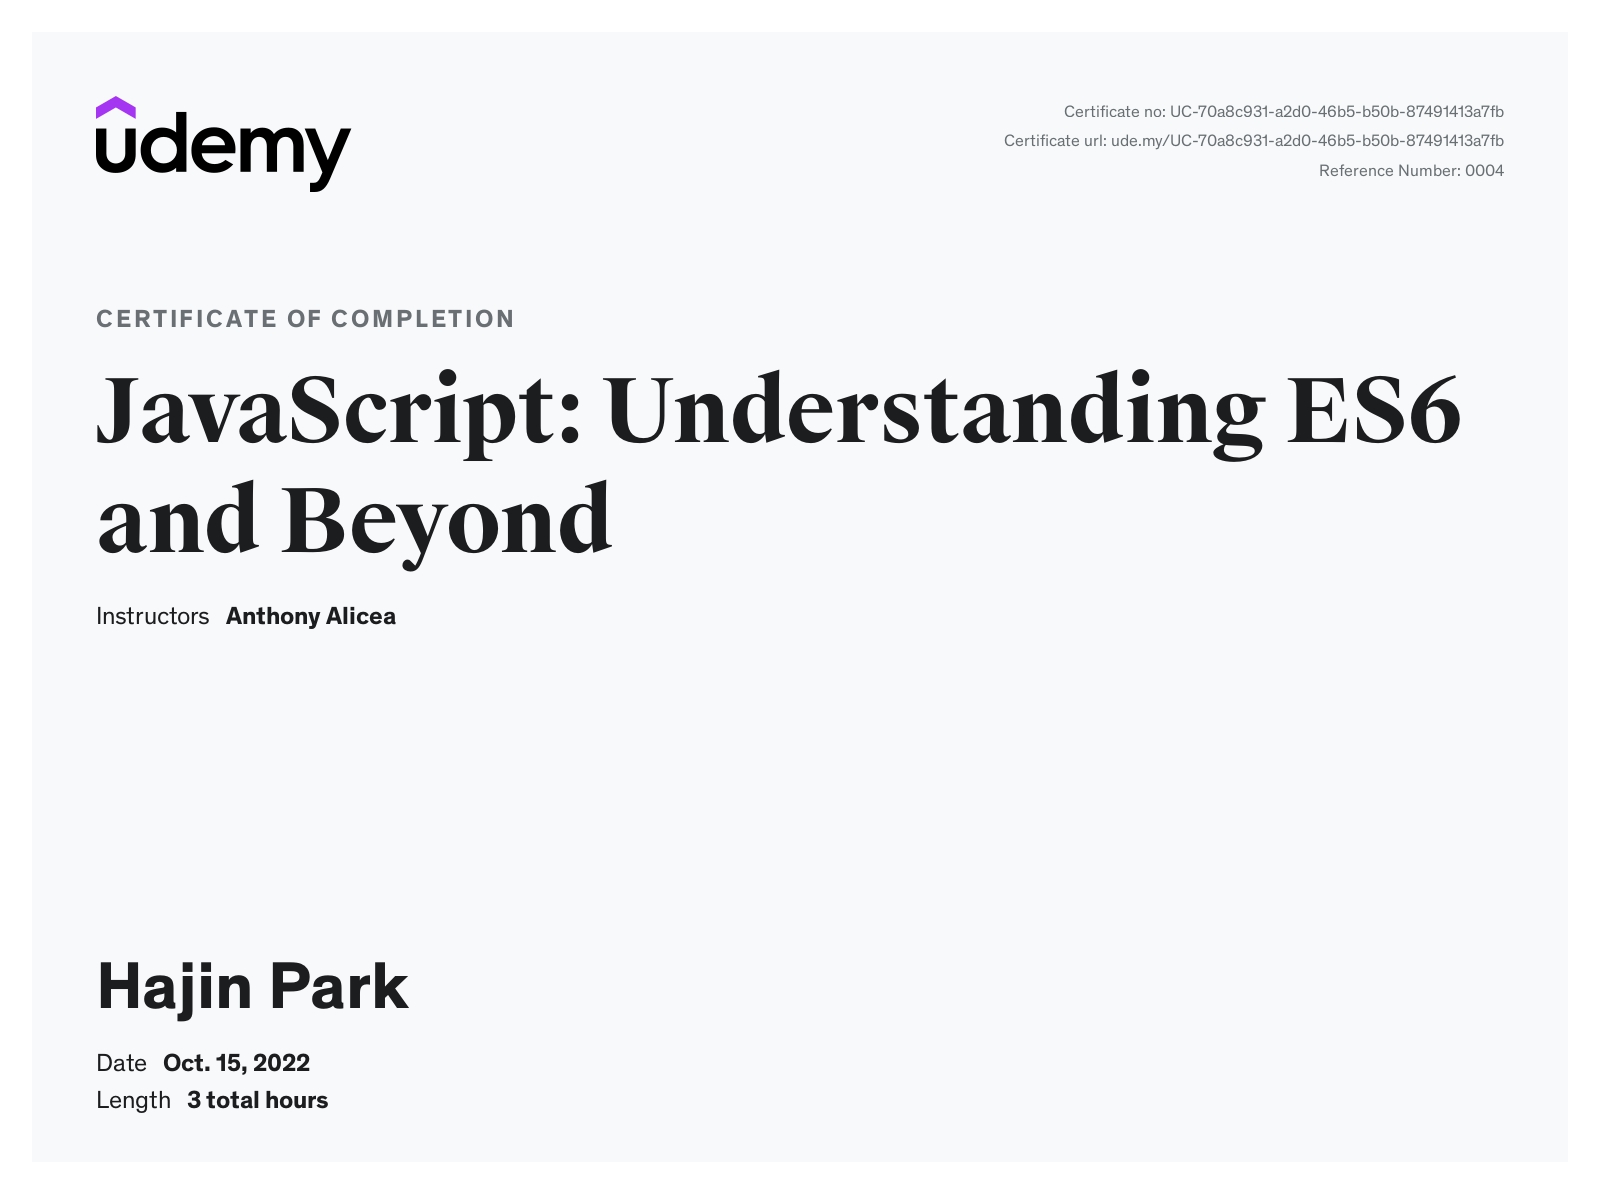 udemy
Certificate no: UC-70a8c931-a2d0-46b5-b50b-87491413a7fb
Certificate url: ude.my/UC-70a8c931-a2d0-46b5-b50b-87491413a7fb
Reference Number: 0004
CERTIFICATE OF COMPLETION
JavaScript: Understanding ES6
and Beyond
Instructors Anthony Alicea
Hajin Park
Date Oct. 15, 2022
Length 3 total hours